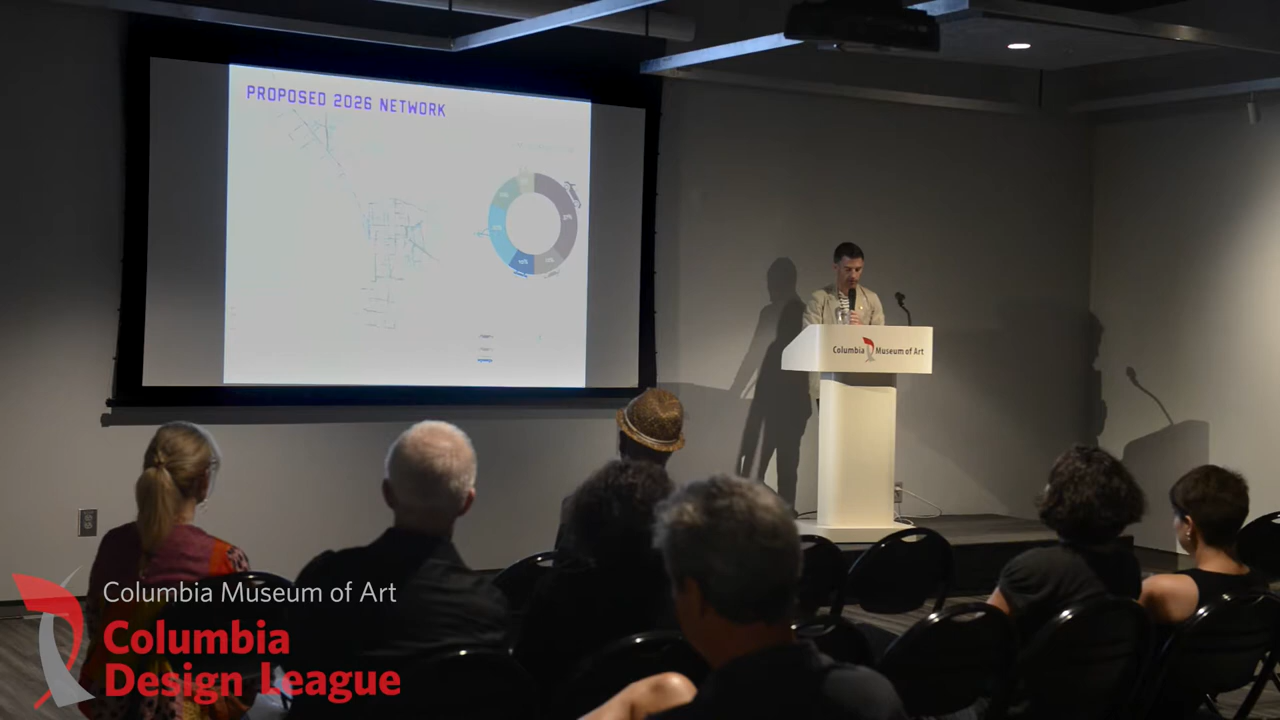 PROPOSED 2026 NETWORK
Columbia Museum of Art
Columbia Museum of Art
Columbia
Design League